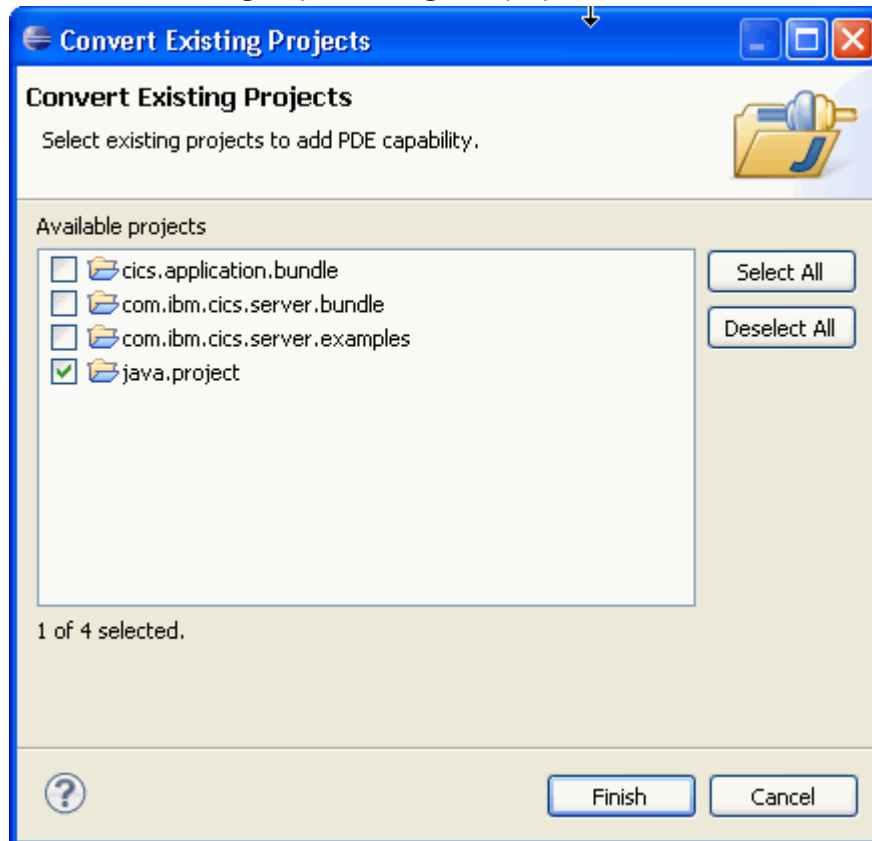 Convert Existing Projects
Convert Existing Projects
Select existing projects to add PDE capability.
J
Available projects
cics.application.bundle
com.ibm.cics.server.bundle
com.ibm.cics.server.examples
java.project
Select All
Deselect All
1 of 4 selected.
?
Finish
Cancel